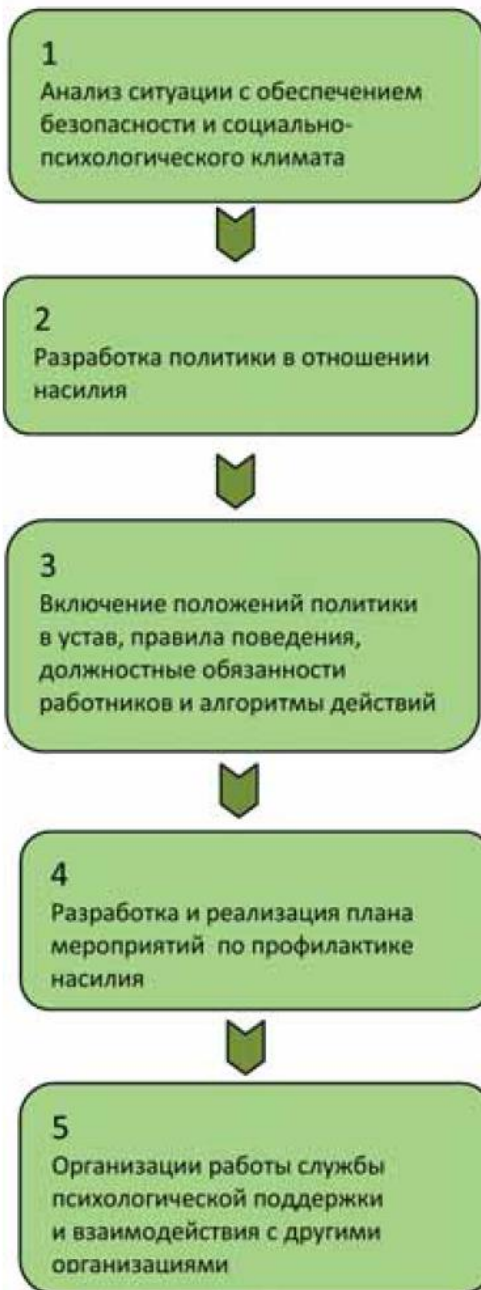 1
Анализ ситуации с обеспечением
безопасности и социально-
психологического климата
2
Разработка политики в отношении
насилия
3
Включение положений политики
в устав, правила поведения,
должностные обязанности
работников и алгоритмы действий
4
Разработка и реализация плана
мероприятий по профилактике
насилия
5
Организации работы службы
психологической поддержки
и взаимодействия с другими
организациями